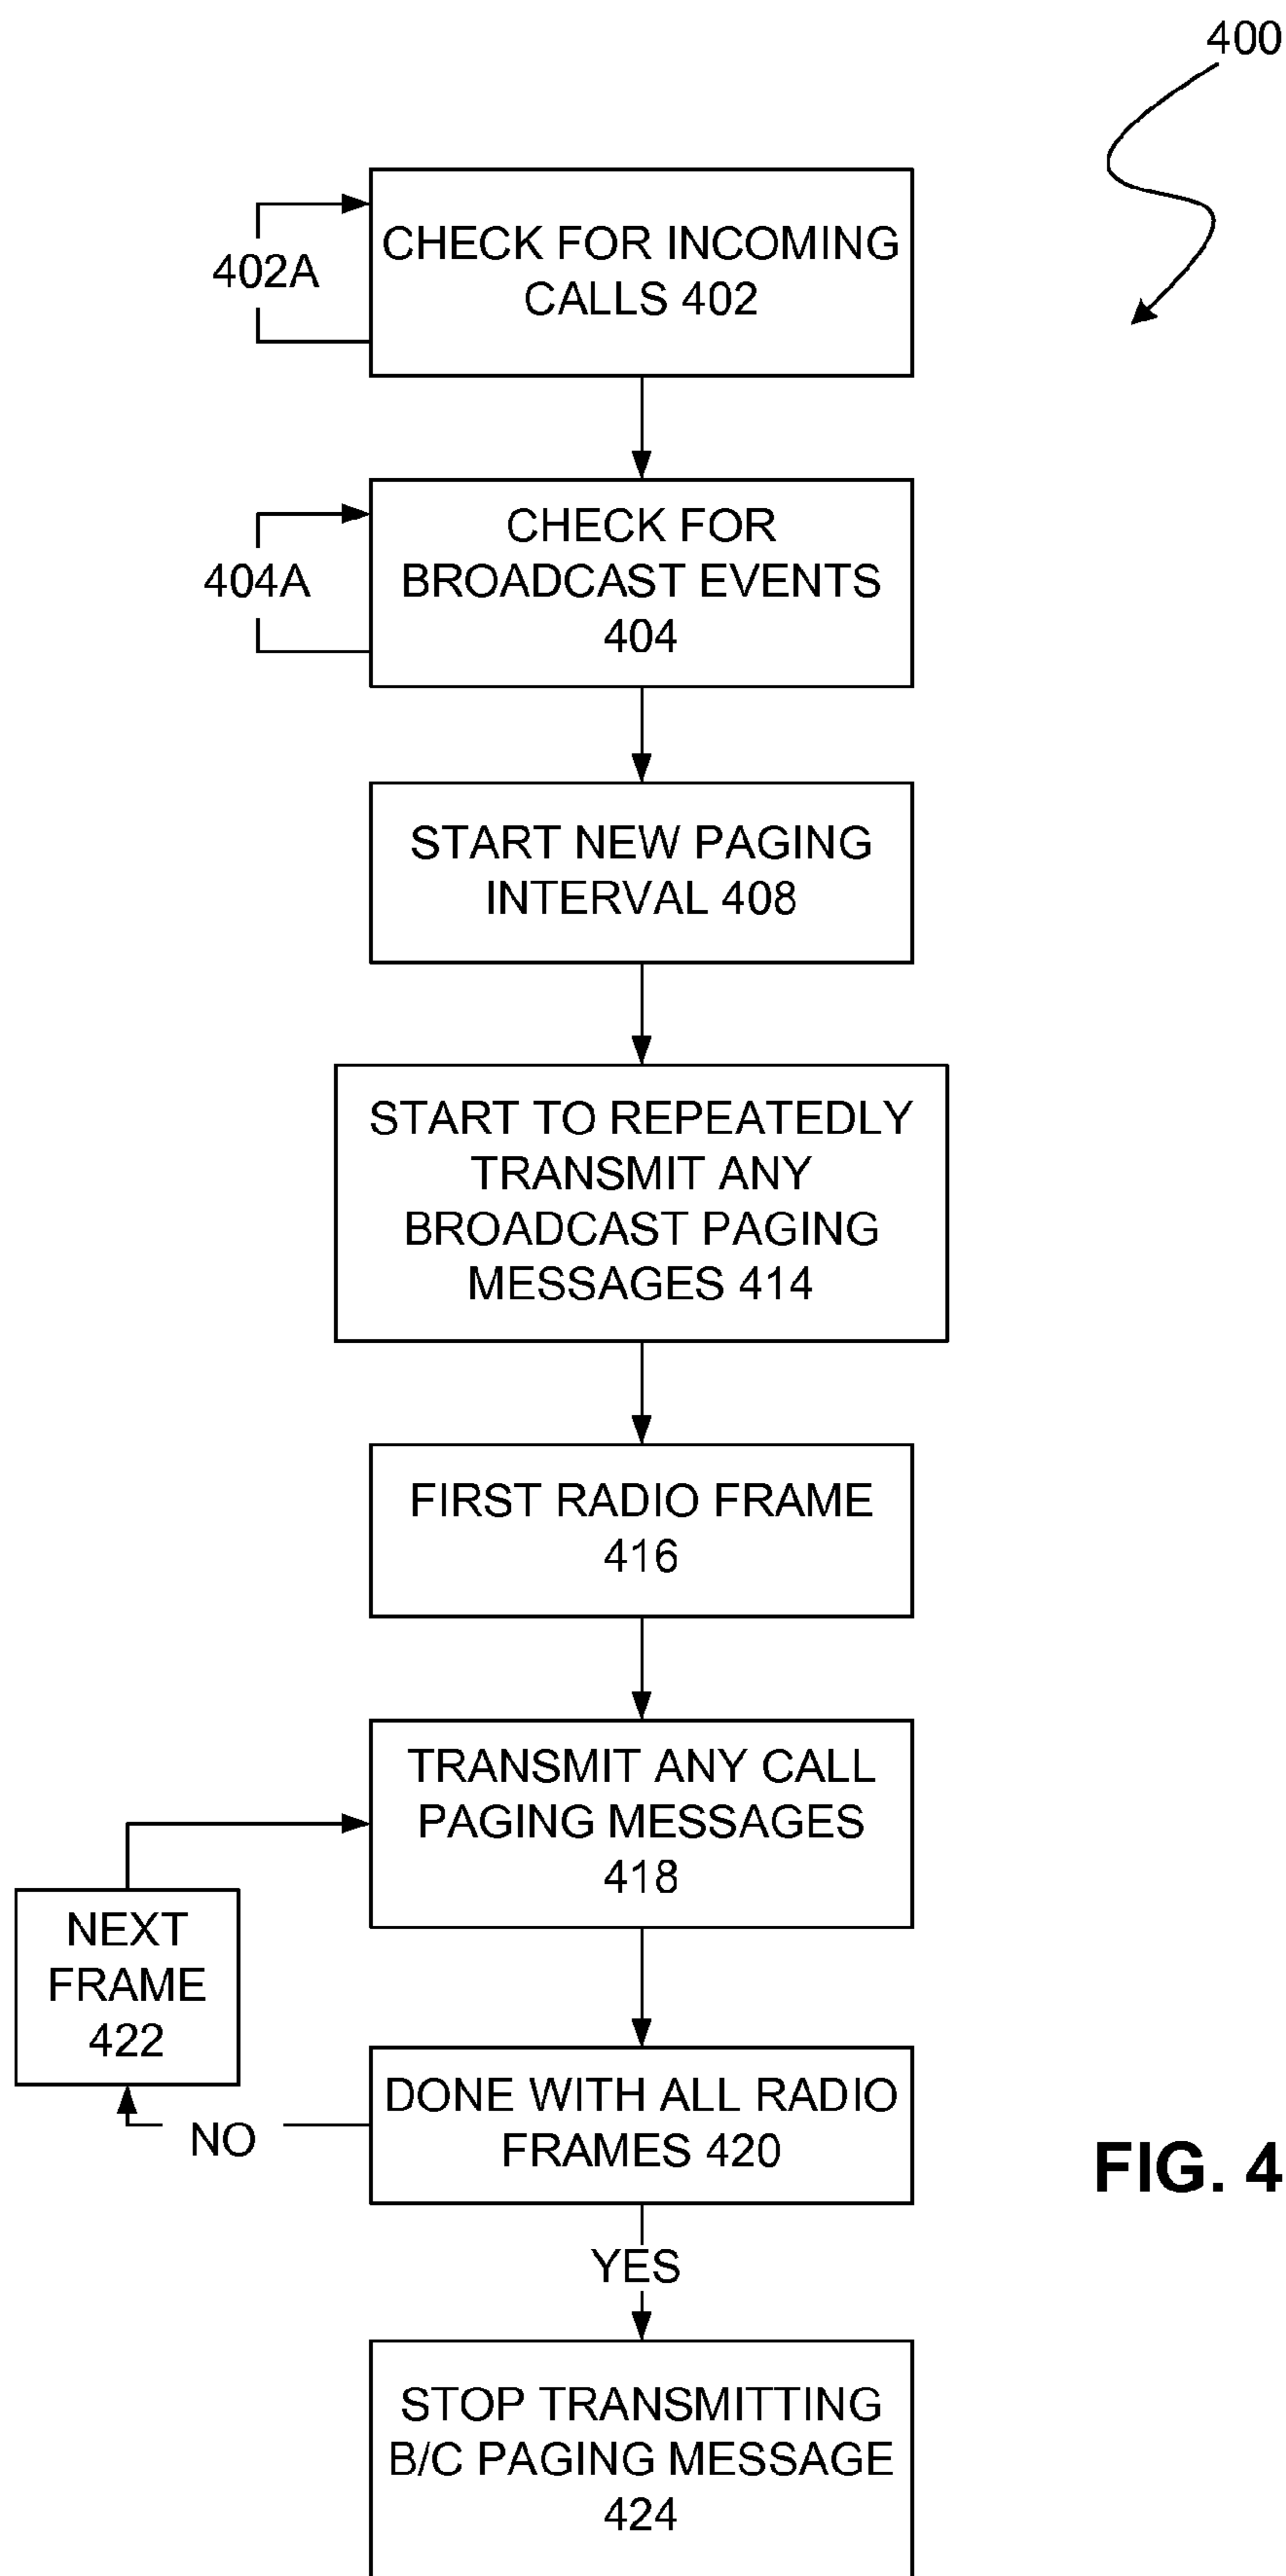 400
CHECK FOR INCOMING
CALLS 402
402A
CHECK FOR
BROADCAST EVENTS
404
404A
START NEW PAGING
INTERVAL 408
START TO REPEATEDLY
TRANSMIT ANY
BROADCAST PAGING
MESSAGES 414
FIRST RADIO FRAME
416
TRANSMIT ANY CALL
PAGING MESSAGES
418
NEXT
FRAME
422
DONE WITH ALL RADIO
FRAMES 420
NO
YES
STOP TRANSMITTING
B/C PAGING MESSAGE
424
FIG. 4